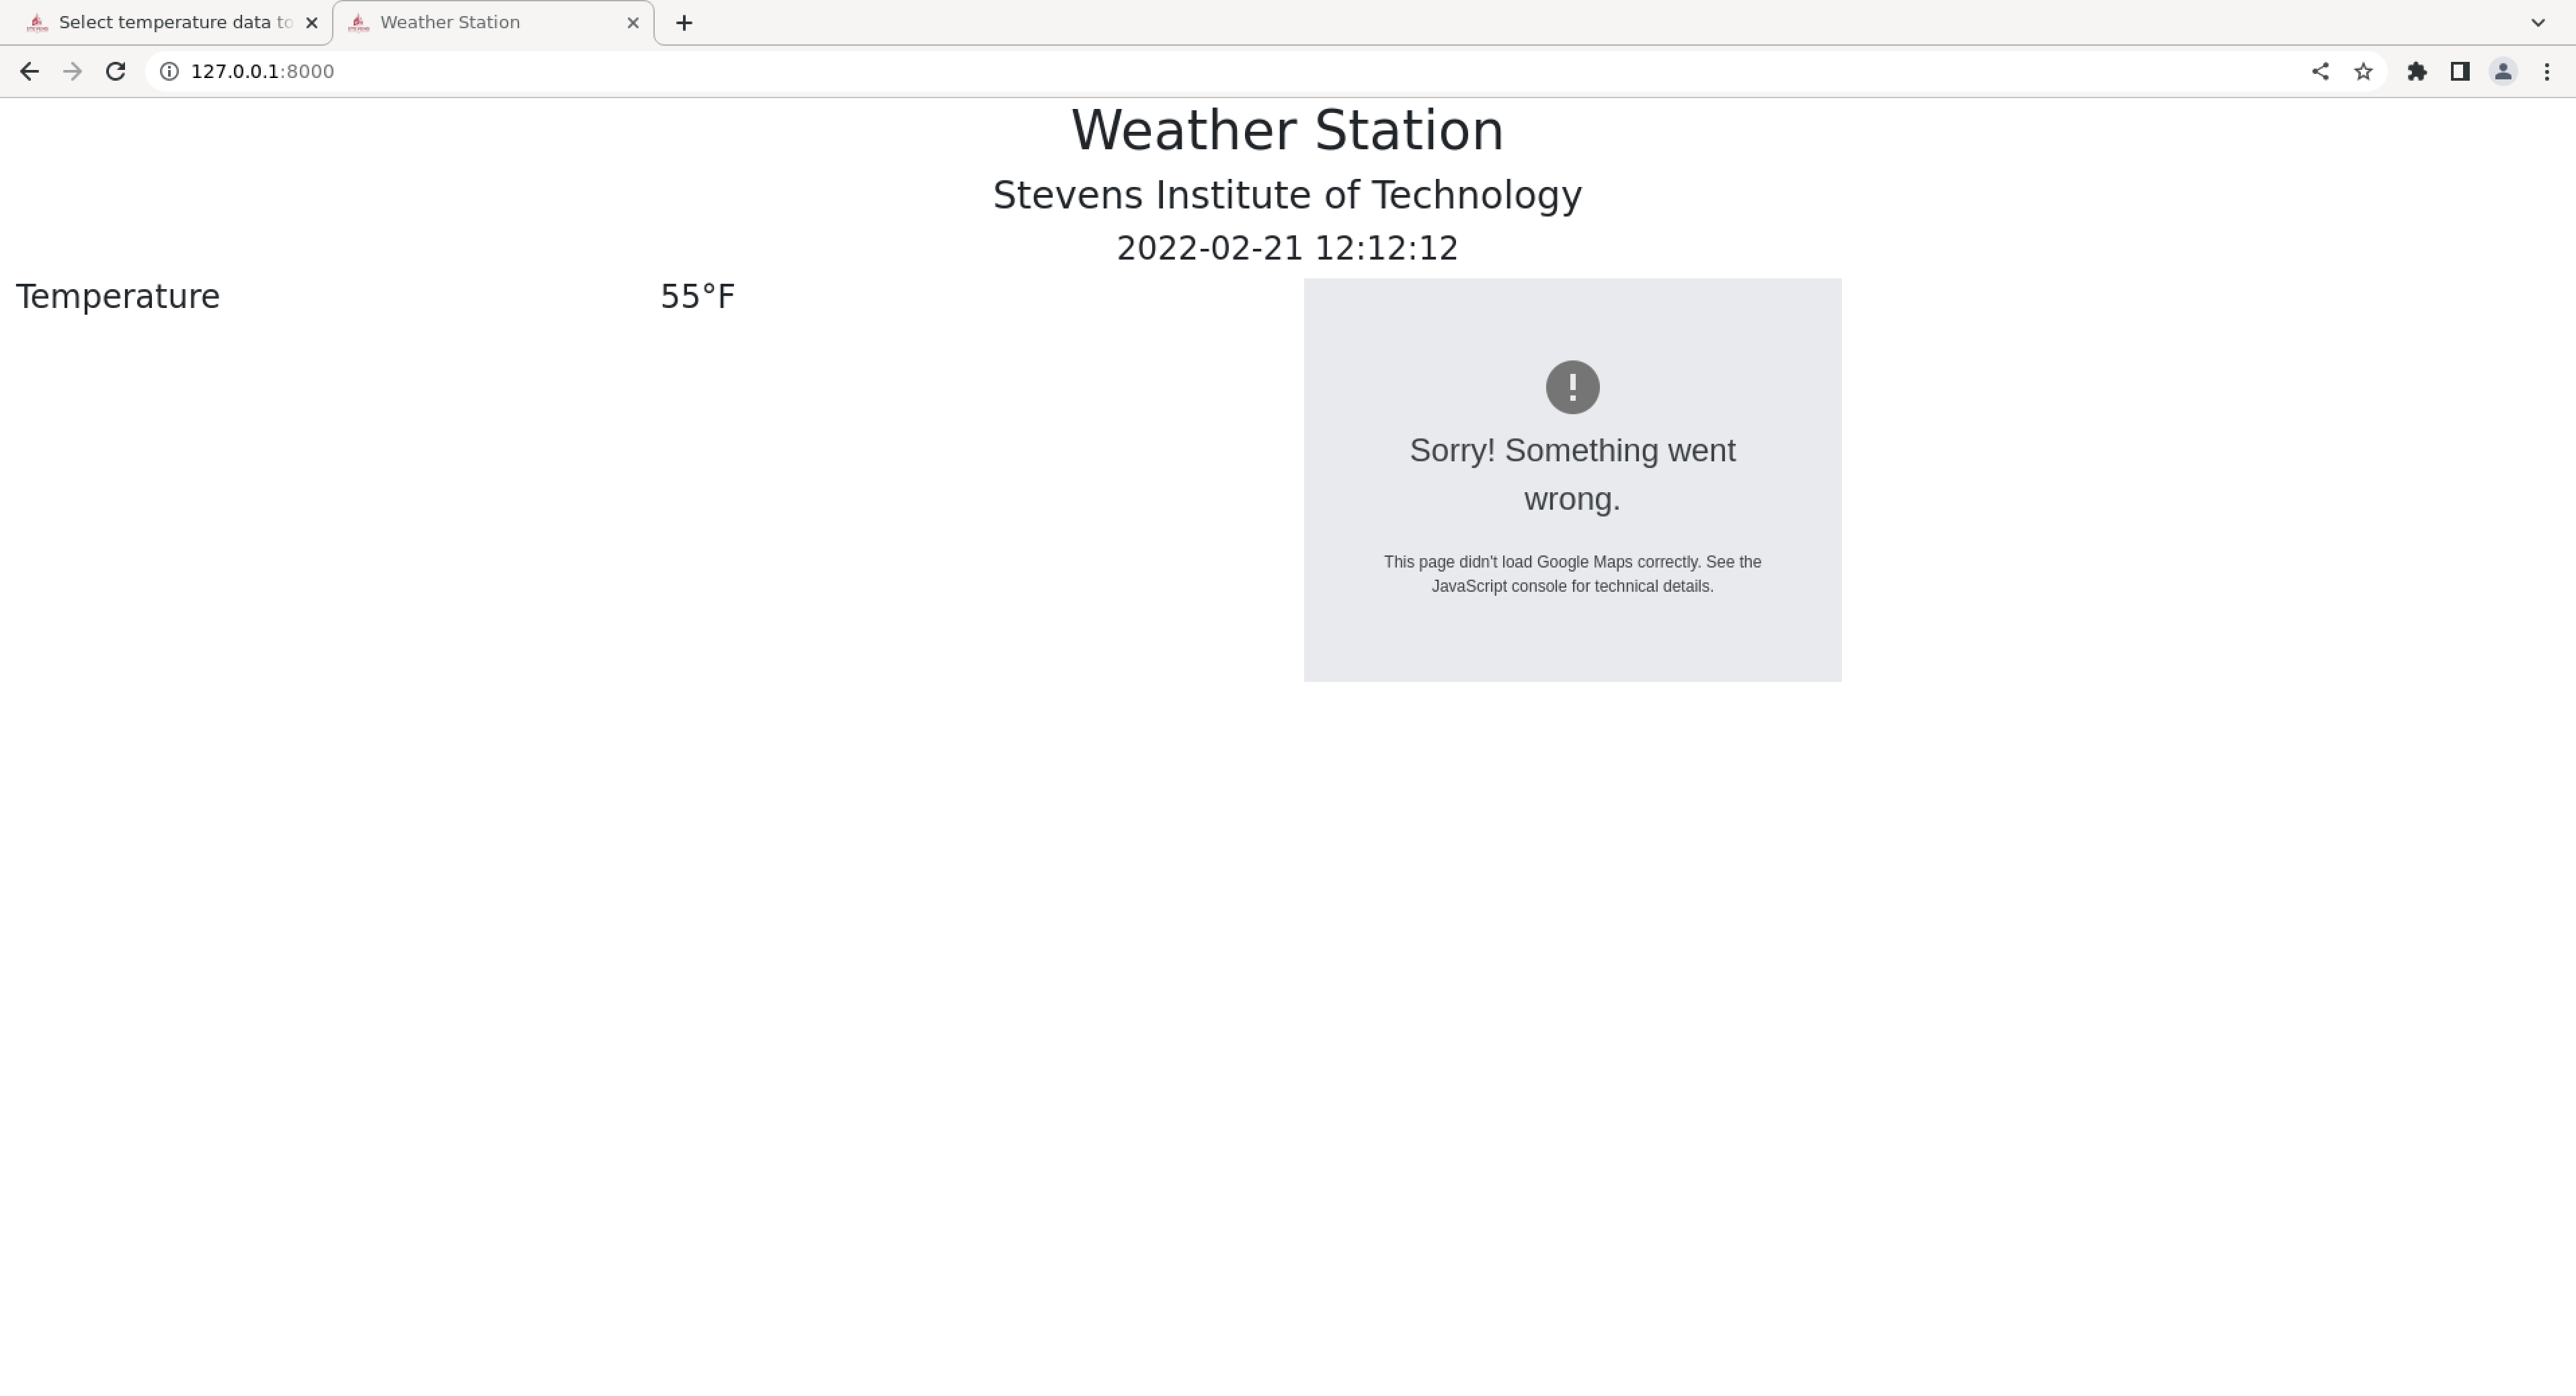 Select temperature data to
Weather Station
127.0.0.1:8000
Weather Station
Stevens Institute of Technology
2022-02-21 12:12:12
Temperature 55°F
Sorry! Something went
wrong.
This page didn't load Google Maps correctly. See the
JavaScript console for technical details.